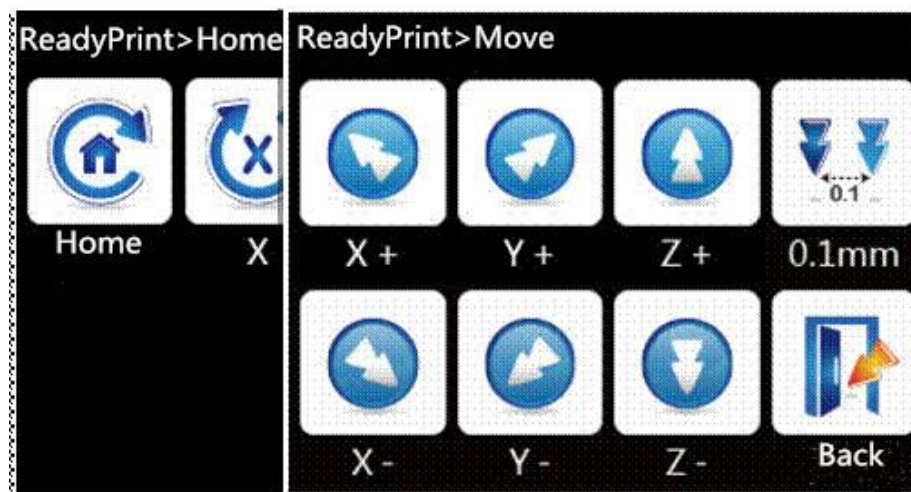 ReadyPrint>Home
X
Home
X
ReadyPrint>Move
0.1
X +
Y +
Z +
0.1mm
X -
Y -
Z -
Back